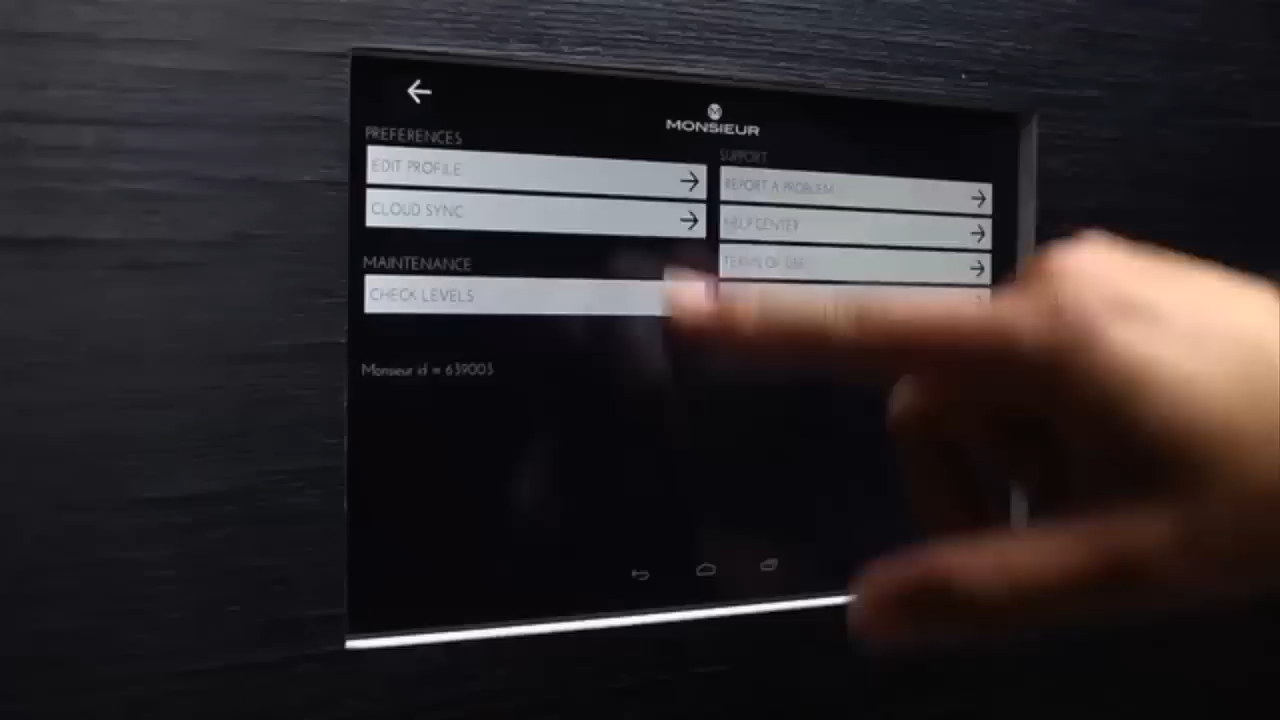 MONSIEUR
PREFERENCES
EDIT PROFILE
CLOUD SYNC
MAINTENANCE
CHECK LEVELS
Monsieur id = 639003
SUPPORT
REPORT A PROBLEM
HELP CENTER
TERMS OF USE